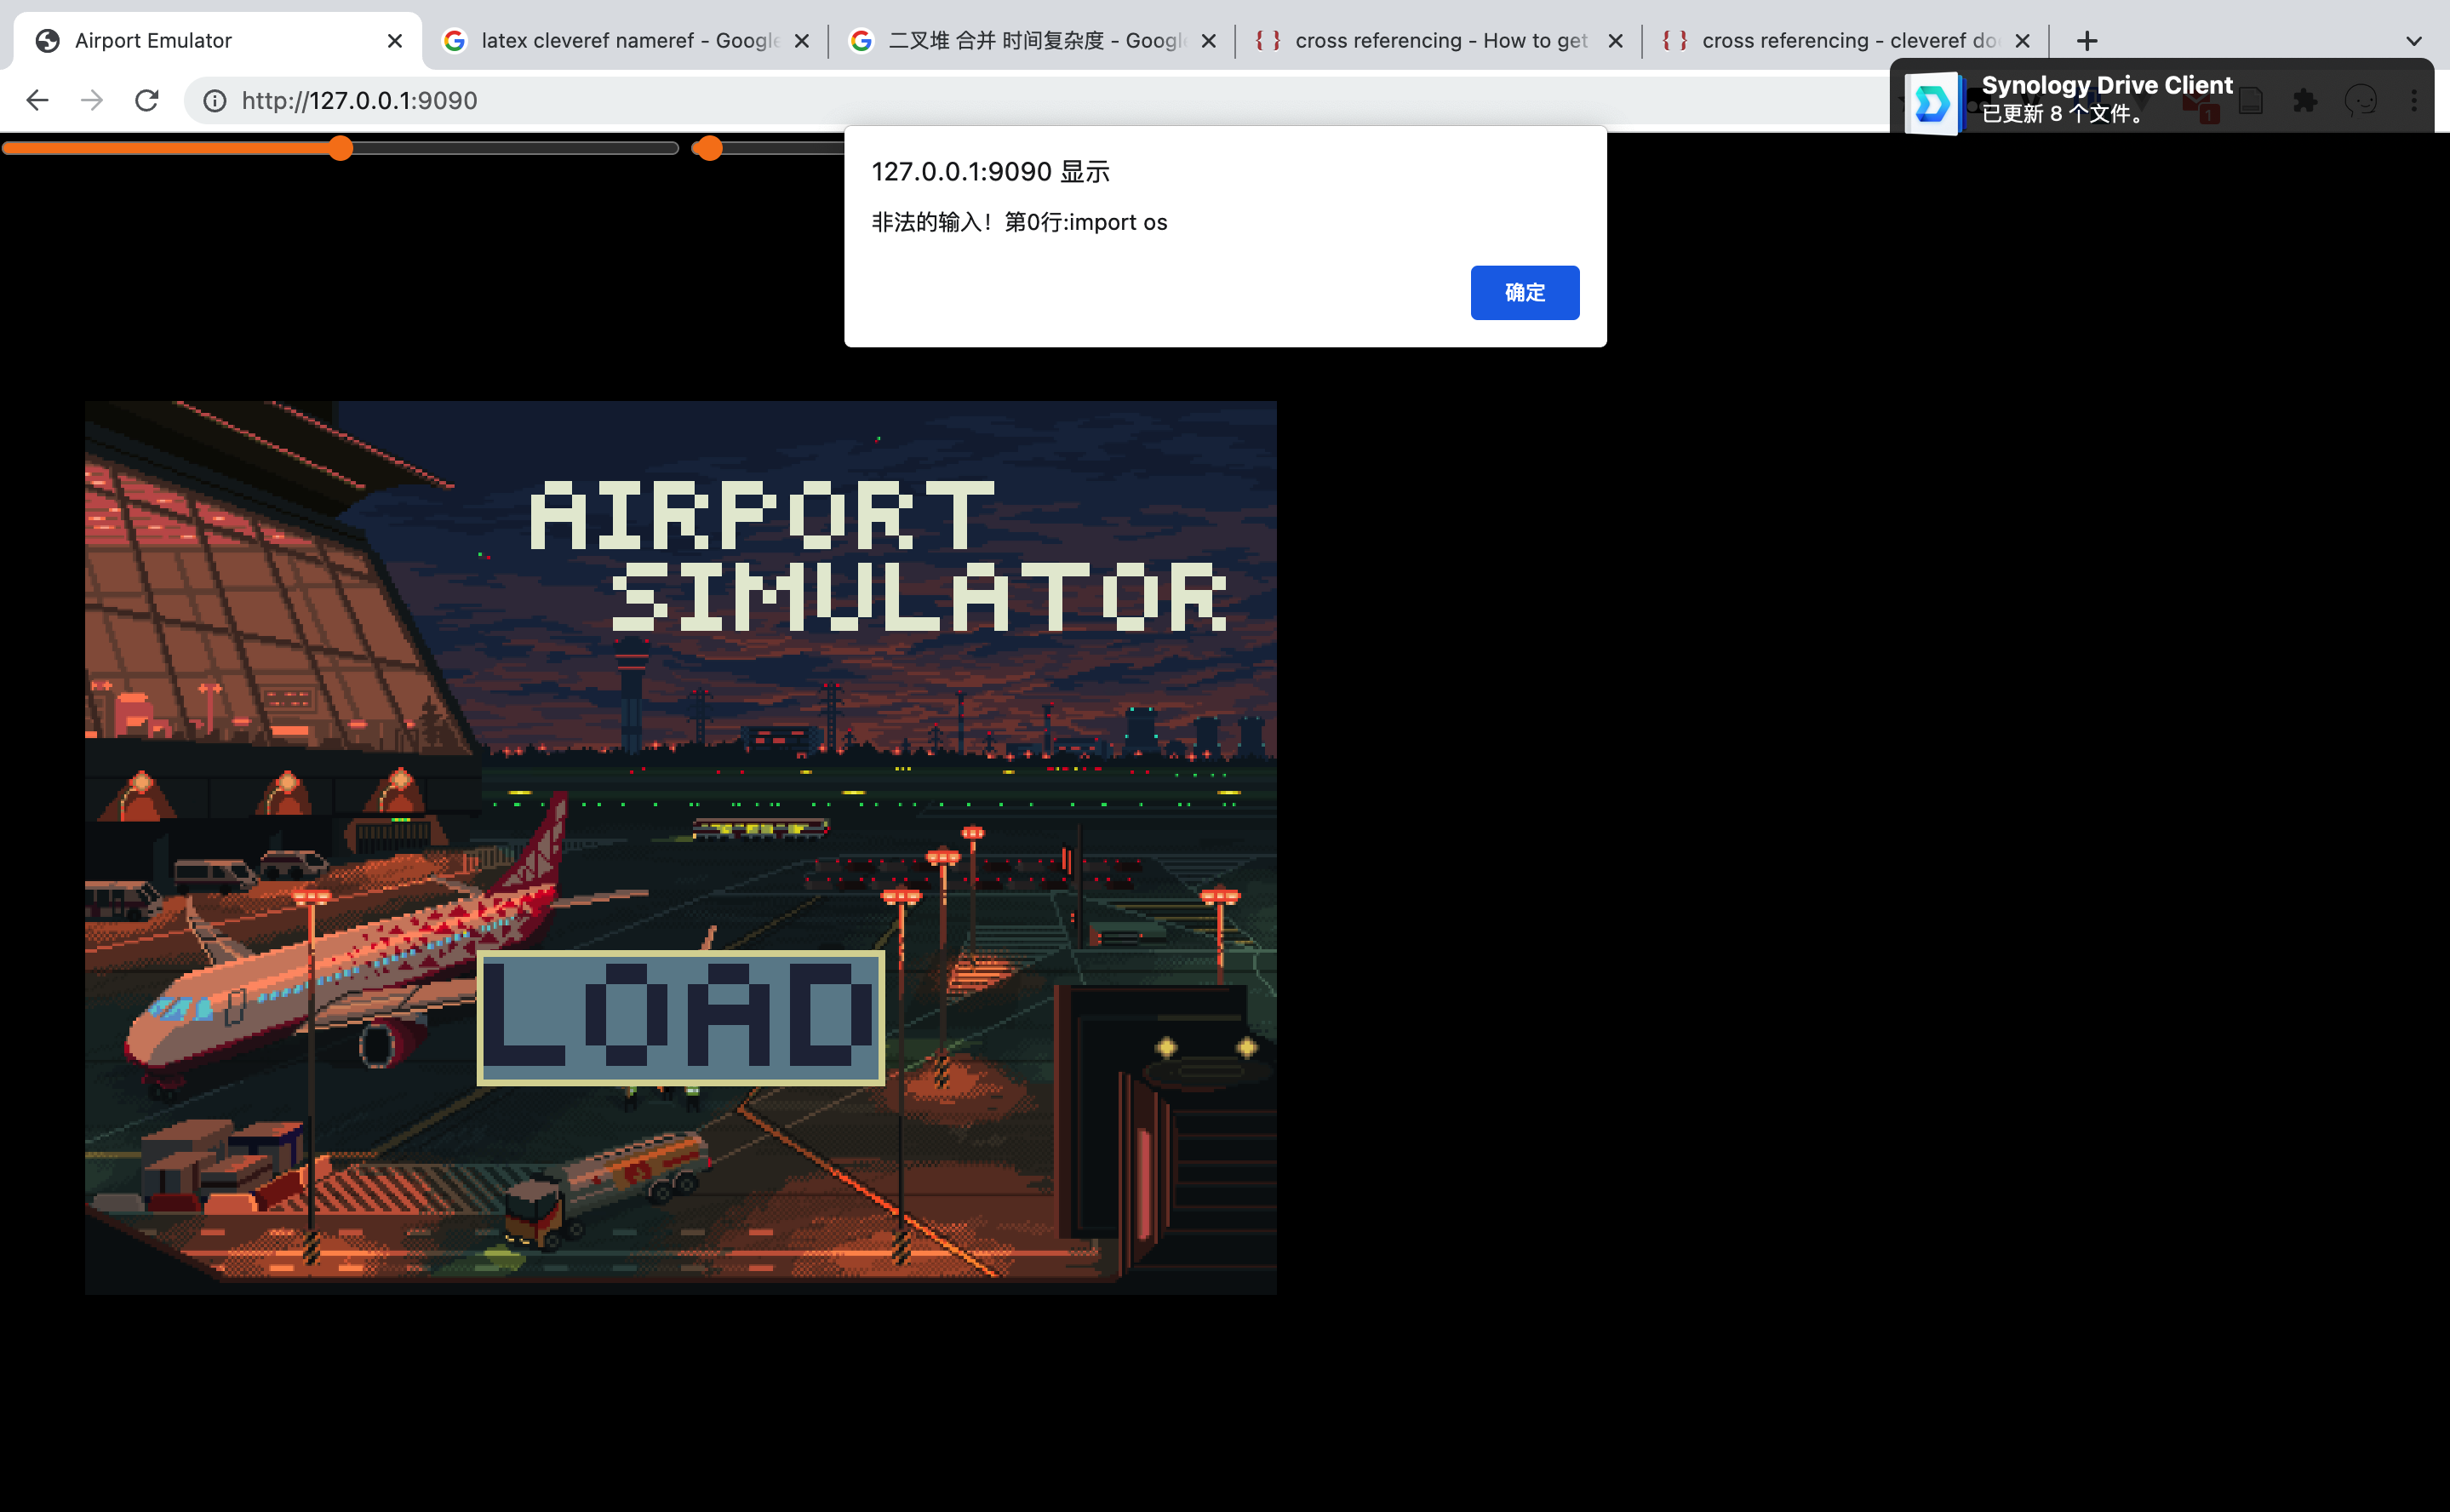 Airport Emulator
latex cleveref nameref - Google
二叉堆 合并 时间复杂度 - Googl
cross referencing - How to get
cross referencing - cleveref do
http://127.0.0.1:9090
Synology Drive Client
已更新 8 个文件。
1
127.0.0.1:9090 显示
非法的输入！第0行:import os
确定
AIRPORT
SIMULATOR
LOAD